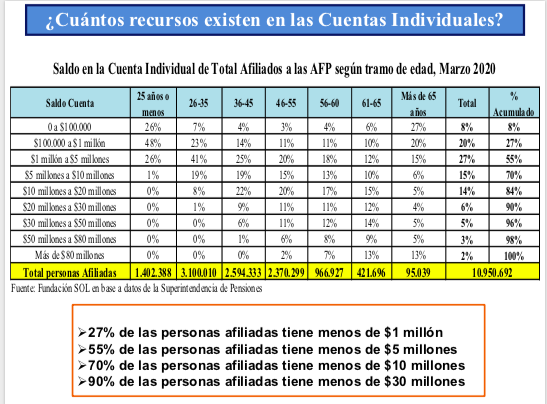 ¿Cuántos recursos existen en las Cuentas Individuales?
Saldo en la Cuenta Individual de Total Afiliados a las AFP según tramo de edad, Marzo 2020
Saldo Cuenta 25 años o menos 26-35 36-45 46-55 56-60 61-65 Más de 65 años Total % Acumulado
0 a $100.000 26% 7% 4% 3% 4% 6% 27% 8% 8%
$100.000 a $1 millón 48% 23% 14% 11% 11% 10% 20% 20% 27%
$1 millón a $5 millones 26% 41% 25% 20% 18% 12% 15% 27% 55%
$5 millones a $10 millones 1% 19% 19% 15% 13% 10% 6% 15% 70%
$10 millones a $20 millones 0% 8% 22% 20% 17% 15% 5% 14% 84%
$20 millones a $30 millones 0% 1% 9% 11% 11% 12% 4% 6% 90%
$30 millones a $50 millones 0% 0% 6% 11% 12% 14% 5% 5% 96%
$50 millones a $80 millones 0% 0% 1% 6% 8% 9% 5% 3% 98%
Más de $80 millones 0% 0% 0% 2% 7% 13% 13% 2% 100%
Total personas Afiliadas 1.402.388 3.100.010 2.594.333 2.370.299 966.927 421.696 95.039 10.950.692
Fuente: Fundación SOL en base a datos de la Superintendencia de Pensiones
➢27% de las personas afiliadas tiene menos de $1 millón
➢55% de las personas afiliadas tiene menos de $5 millones
➢70% de las personas afiliadas tiene menos de $10 millones
➢90% de las personas afiliadas tiene menos de $30 millones